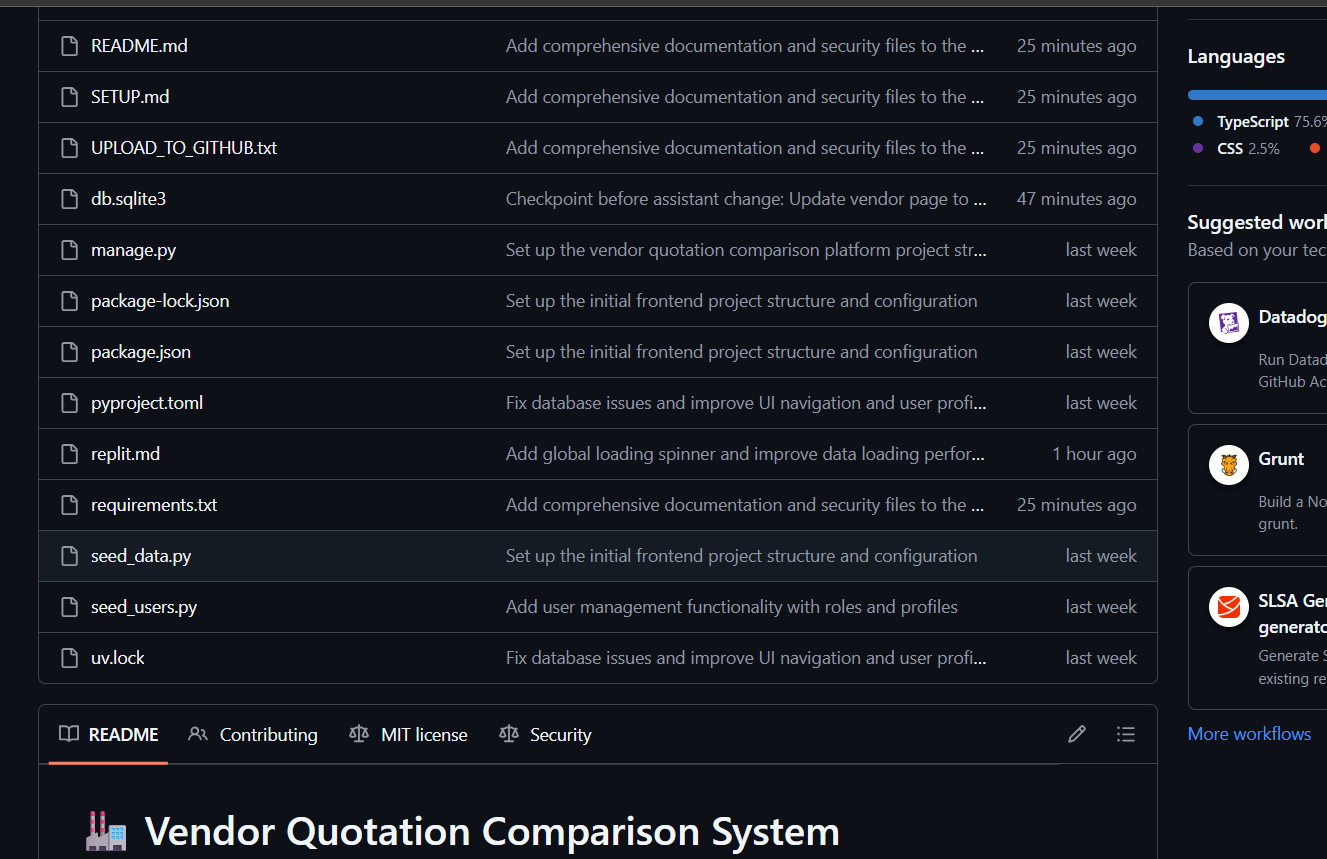 README.md Add comprehensive documentation and security files to the ... 25 minutes ago
SETUP.md Add comprehensive documentation and security files to the ... 25 minutes ago
UPLOAD_TO_GITHUB.txt Add comprehensive documentation and security files to the ... 25 minutes ago
db.sqlite3 Checkpoint before assistant change: Update vendor page to ... 47 minutes ago
manage.py Set up the vendor quotation comparison platform project str... last week
package-lock.json Set up the initial frontend project structure and configuration last week
package.json Set up the initial frontend project structure and configuration last week
pyproject.toml Fix database issues and improve UI navigation and user profi... last week
replit.md Add global loading spinner and improve data loading perfor... 1 hour ago
requirements.txt Add comprehensive documentation and security files to the ... 25 minutes ago
seed_data.py Set up the initial frontend project structure and configuration last week
seed_users.py Add user management functionality with roles and profiles last week
uv.lock Fix database issues and improve UI navigation and user profi... last week
README Contributing MIT license Security
Vendor Quotation Comparison System
Languages
TypeScript 75.6%
CSS 2.5%
Suggested worl
Based on your tec
Datadog
Run Datad
GitHub Ac
Grunt
Build a No
grunt.
SLSA Ge
generato
Generate S
existing re
More workflows